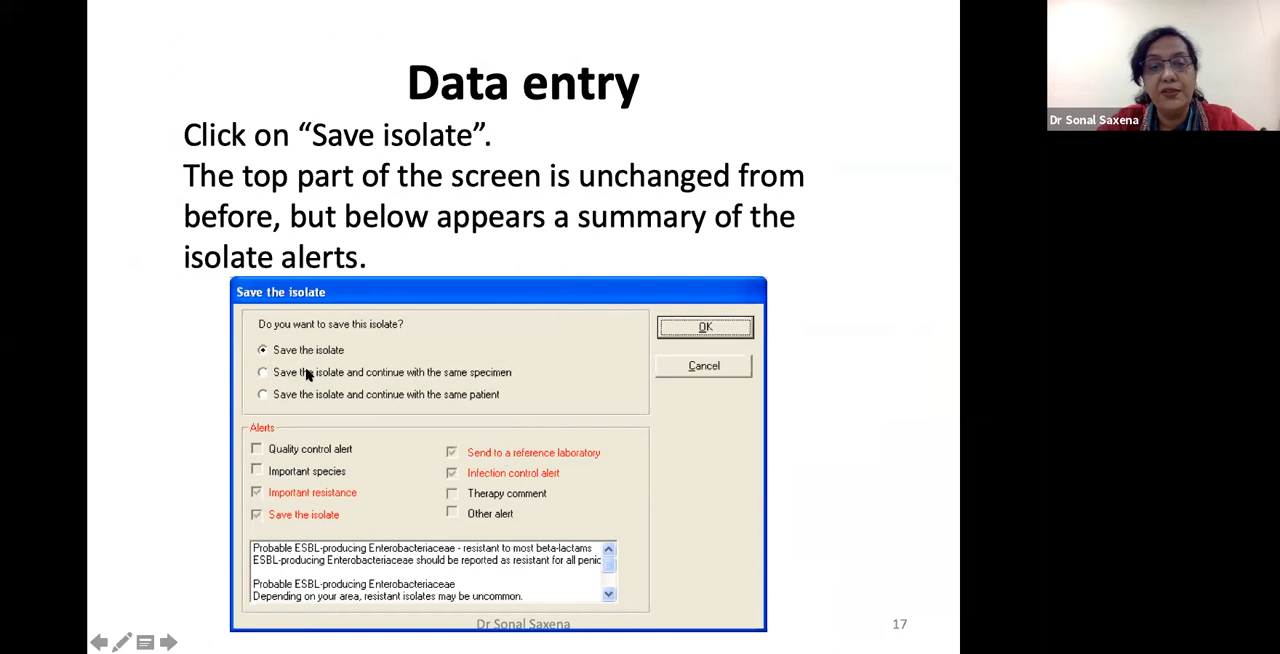 Data entry
Click on “Save isolate”.
The top part of the screen is unchanged from
before, but below appears a summary of the
isolate alerts.
Save the isolate
Do you want to save this isolate?
Save the isolate
Save the isolate and continue with the same specimen
Save the isolate and continue with the same patient
OK
Cancel
Alerts
Quality control alert
Important species
Important resistance
Save the isolate
Send to a reference laboratory
Infection control alert
Therapy comment
Other alert
Probable ESBL-producing Enterobacteriaceae - resistant to most beta-lactams
ESBL-producing Enterobacteriaceae should be reported as resistant for all penic
Probable ESBL-producing Enterobacteriaceae
Depending on your area, resistant isolates may be uncommon.
Dr Sonal Saxena
17
Dr Sonal Saxena